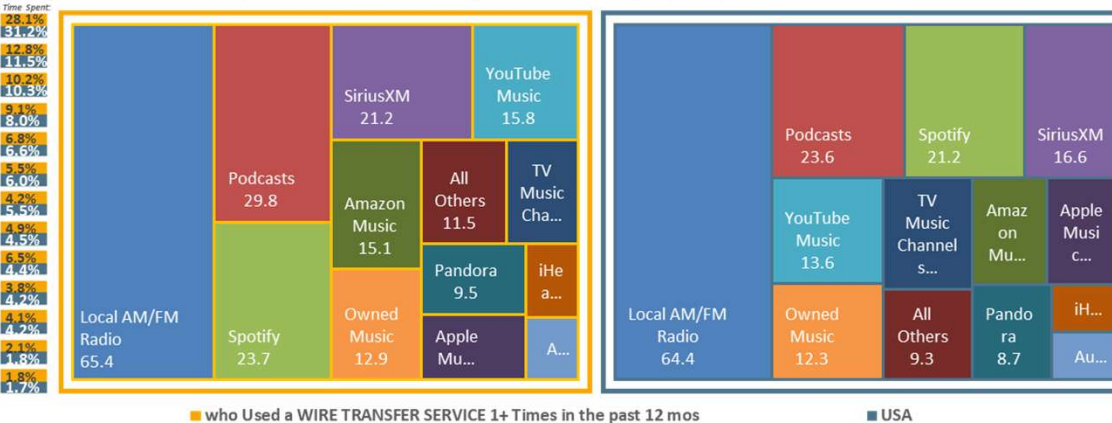 Time Spent:
28.1%
31.2%
12.8%
11.5%
10.2%
10.3%
9.1%
8.0%
6.8%
6.6%
5.5%
6.0%
4.2%
5.5%
4.9%
4.5%
6.5%
4.4%
3.8%
4.2%
4.1%
4.2%
2.1%
1.8%
1.8%
1.7%
Local AM/FM
Radio
65.4
Podcasts
29.8
Spotify
23.7
SiriusXM
21.2
YouTube
Music
15.8
Amazon
Music
15.1
All
Others
11.5
TV
Music
Cha...
Owned
Music
12.9
Pandora
9.5
iHe
a...
Apple
Mu...
A...
Local AM/FM
Radio
64.4
Podcasts
23.6
Spotify
21.2
SiriusXM
16.6
YouTube
Music
13.6
TV
Music
Channel
s...
Amaz
on
Mu...
Apple
Musi
c...
Owned
Music
12.3
All
Others
9.3
Pando
ra
8.7
iH...
Au...
who Used a WIRE TRANSFER SERVICE 1+ Times in the past 12 mos
USA